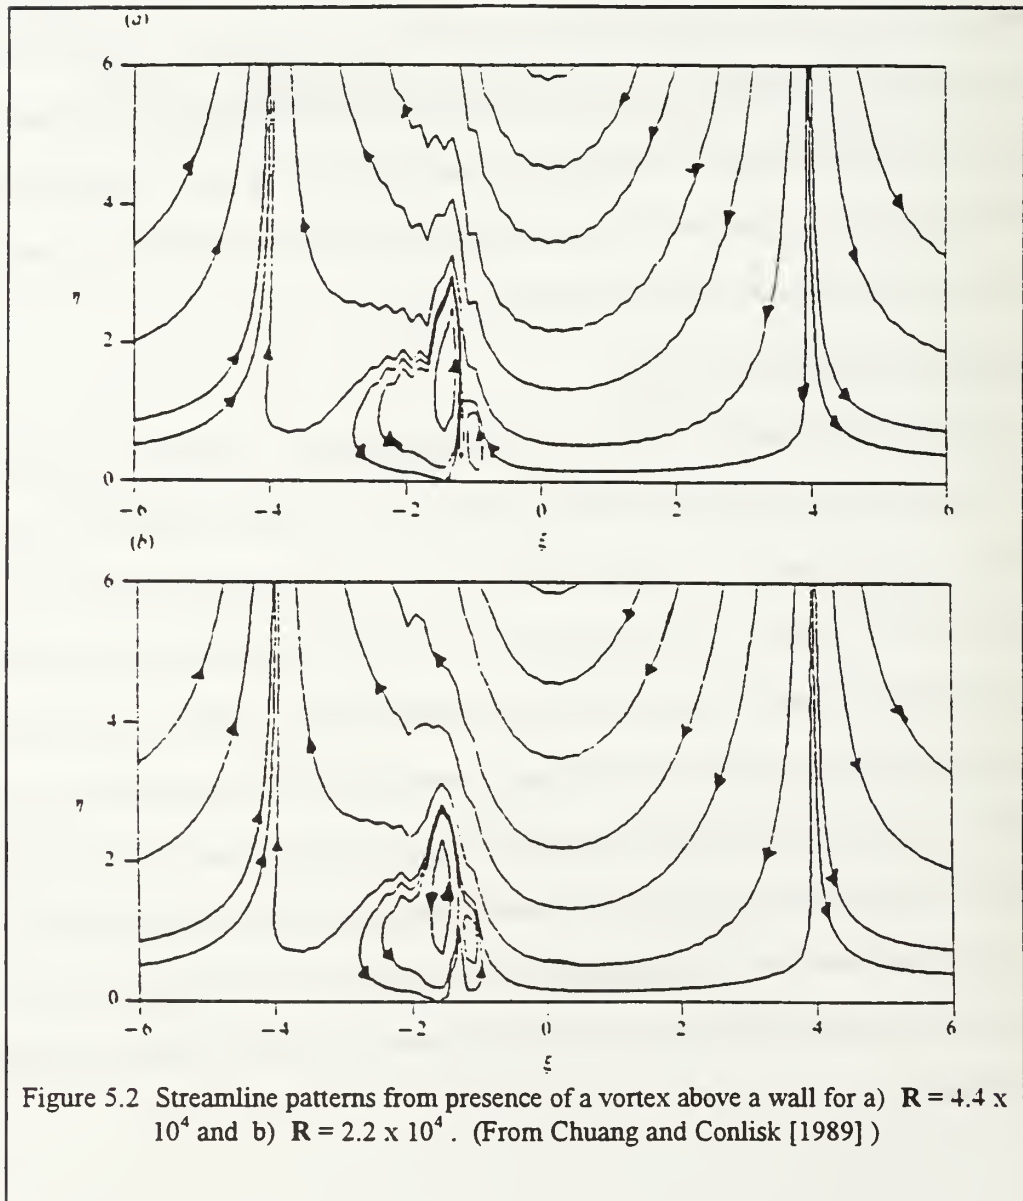 (a)
6
4
η
2
0
−6 −4 −2 0 2 4 6
ξ
(b)
6
4
η
2
0
−6 −4 −2 0 2 4 6
ξ
Figure 5.2 Streamline patterns from presence of a vortex above a wall for a) R = 4.4 x
10⁴ and b) R = 2.2 x 10⁴. (From Chuang and Conlisk [1989] )